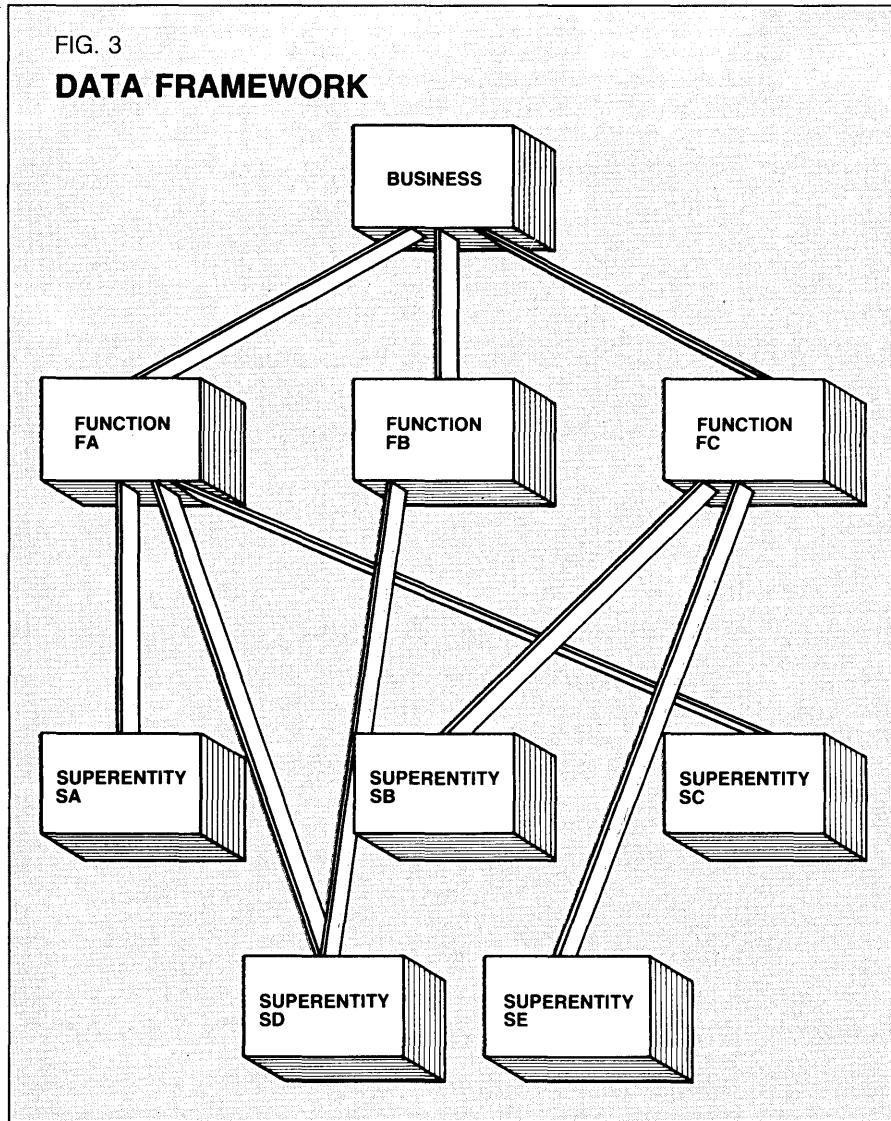 FIG. 3
DATA FRAMEWORK
BUSINESS
FUNCTION
FA
FUNCTION
FB
FUNCTION
FC
SUPERENTITY
SA
SUPERENTITY
SB
SUPERENTITY
SC
SUPERENTITY
SD
SUPERENTITY
SE